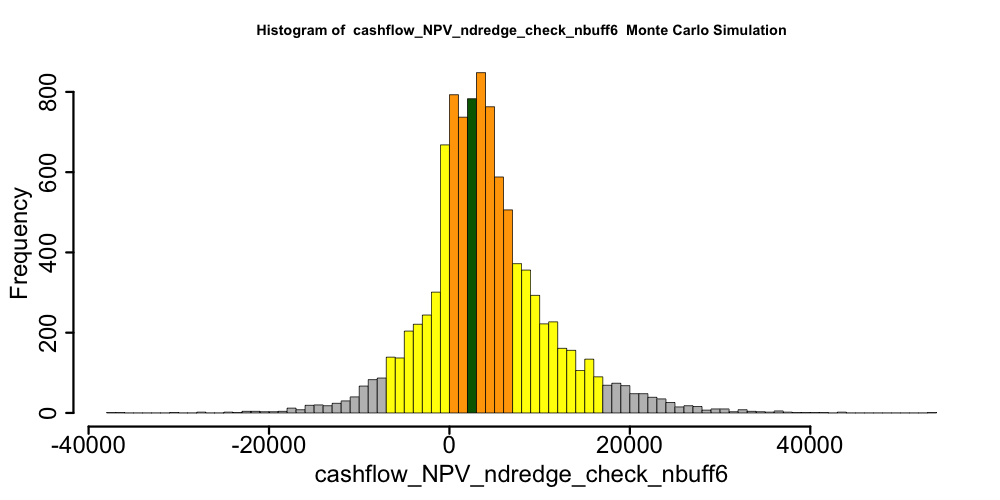 Histogram of  cashflow_NPV_ndredge_check_nbuff6  Monte Carlo Simulation
Frequency
800
600
400
200
0
-40000 -20000 0 20000 40000
cashflow_NPV_ndredge_check_nbuff6